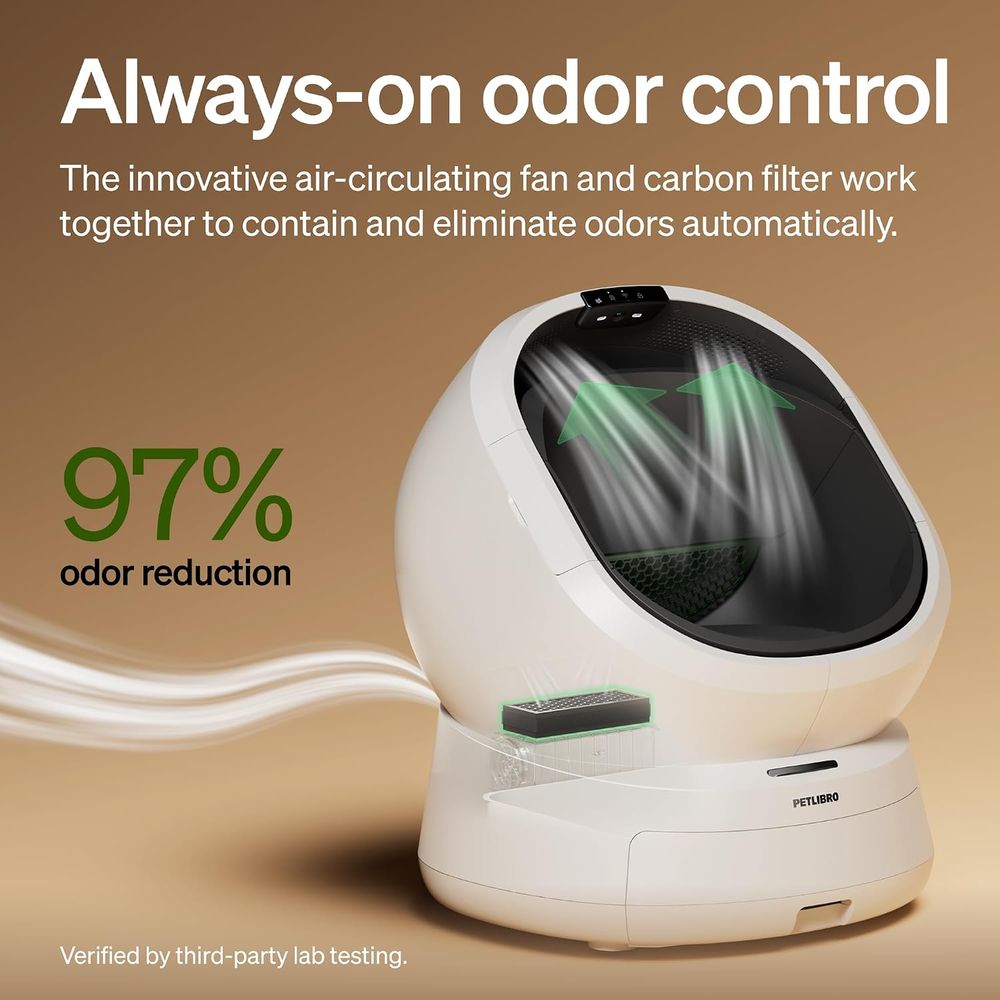 Always-on odor control
The innovative air-circulating fan and carbon filter work
together to contain and eliminate odors automatically.
97%
odor reduction
PETLIBRO
Verified by third-party lab testing.